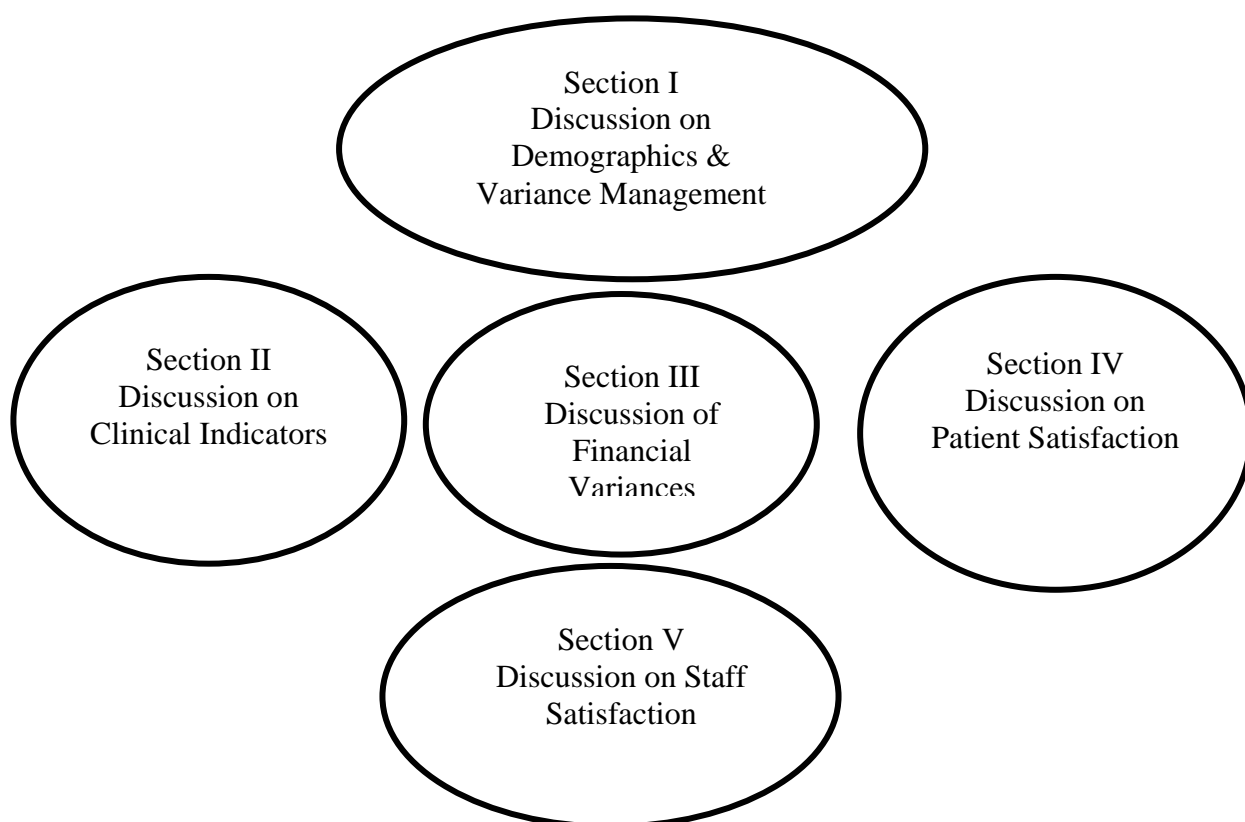 Section I
Discussion on
Demographics &
Variance Management
Section II
Discussion on
Clinical Indicators
Section III
Discussion of
Financial
Variances
Section IV
Discussion on
Patient Satisfaction
Section V
Discussion on Staff
Satisfaction